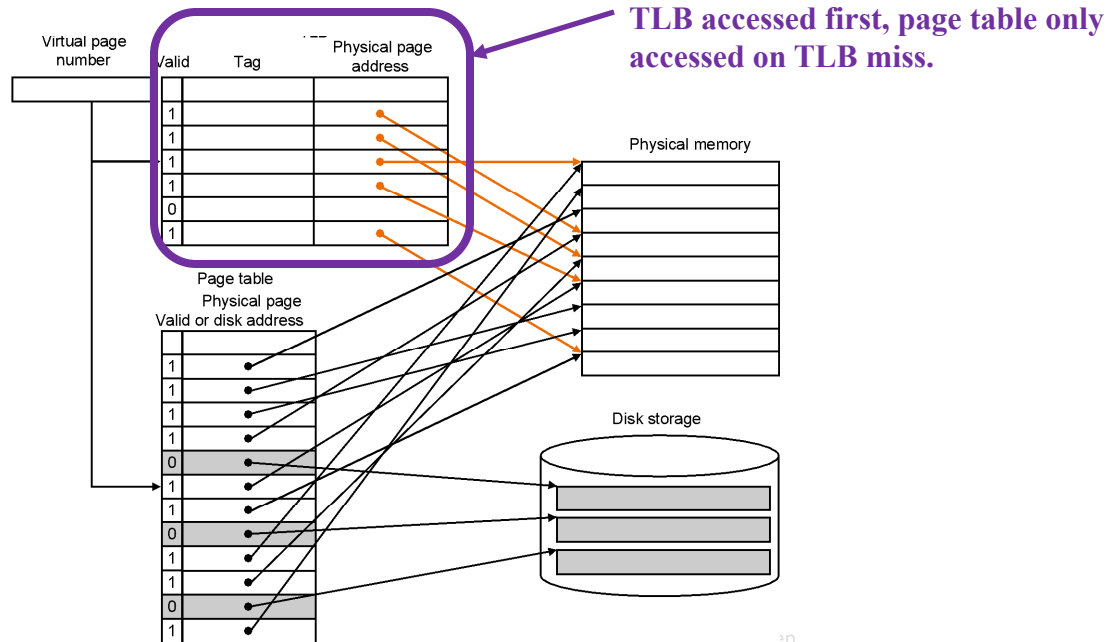 TLB accessed first, page table only
accessed on TLB miss.
Virtual page
number
Valid
Tag
Physical page
address
1
1
1
1
0
1
Physical memory
Page table
Physical page
Valid or disk address
1
1
1
1
0
1
1
0
1
1
0
1
Disk storage